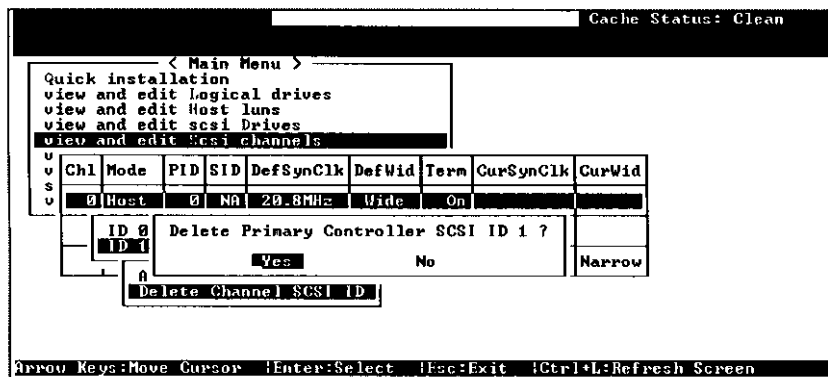 Cache Status: Clean
< Main Menu >
Quick installation
view and edit Logical drives
view and edit Host luns
view and edit scsi Drives
view and edit Scsi channels
v
v
s
v
Chl Mode PID SID DefSynClk DefWid Term CurSynClk CurWid
0 Host 0 NA 20.8MHz Wide On
ID 0
ID 1
Delete Primary Controller SCSI ID 1 ?
Yes No
Narrow
A
Delete Channel SCSI ID
Arrow Keys:Move Cursor |Enter:Select |Esc:Exit |Ctrl+L:Refresh Screen